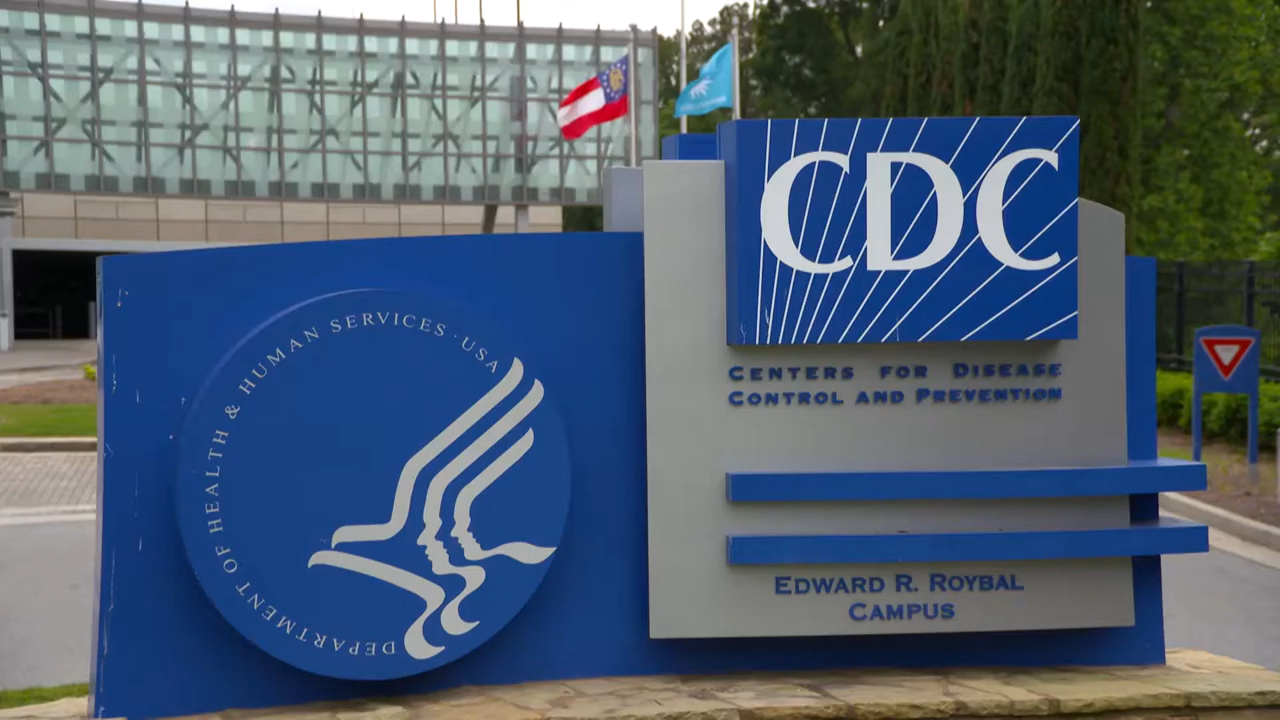 DEPARTMENT OF HEALTH & HUMAN SERVICES · USA
CDC
CENTERS FOR DISEASE
CONTROL AND PREVENTION
EDWARD R. ROYBAL
CAMPUS